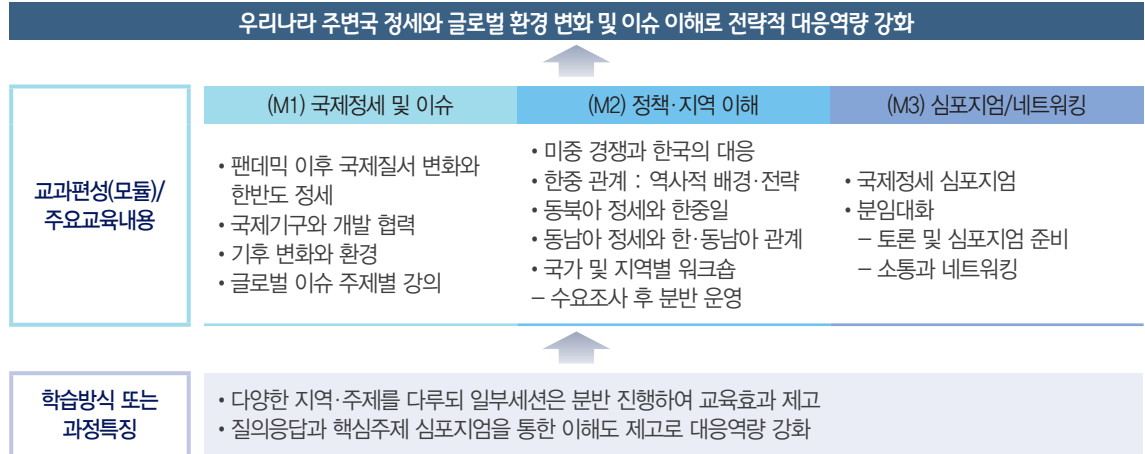 우리나라 주변국 정세와 글로벌 환경 변화 및 이슈 이해로 전략적 대응역량 강화
교과편성(모듈)/
주요교육내용
(M1) 국제정세 및 이슈
• 팬데믹 이후 국제질서 변화와
한반도 정세
• 국제기구와 개발 협력
• 기후 변화와 환경
• 글로벌 이슈 주제별 강의
(M2) 정책·지역 이해
• 미중 경쟁과 한국의 대응
• 한중 관계 : 역사적 배경·전략
• 동북아 정세와 한중일
• 동남아 정세와 한·동남아 관계
• 국가 및 지역별 워크숍
– 수요조사 후 분반 운영
(M3) 심포지엄/네트워킹
• 국제정세 심포지엄
• 분임대화
– 토론 및 심포지엄 준비
– 소통과 네트워킹
학습방식 또는
과정특징
• 다양한 지역·주제를 다루되 일부세션은 분반 진행하여 교육효과 제고
• 질의응답과 핵심주제 심포지엄을 통한 이해도 제고로 대응역량 강화